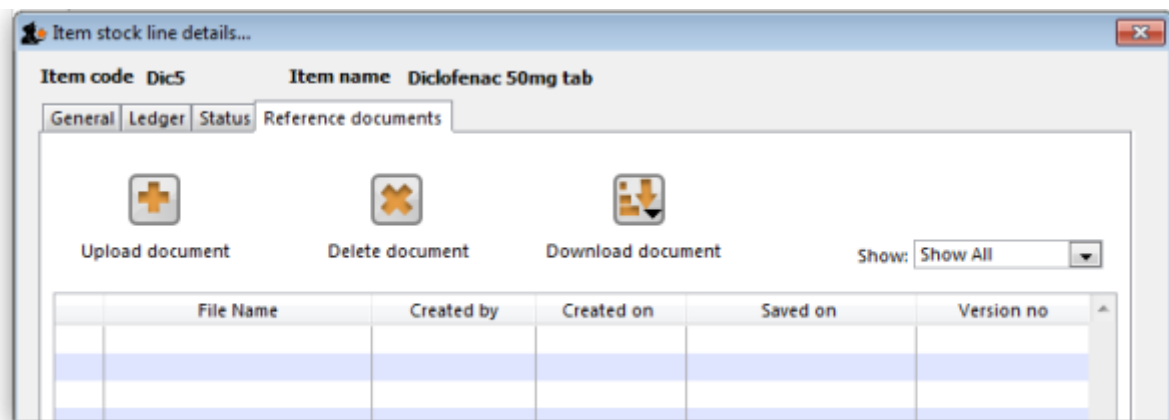 Item stock line details...
Item code Dic5 Item name Diclofenac 50mg tab
General Ledger Status Reference documents
Upload document Delete document Download document Show: Show All
File Name Created by Created on Saved on Version no